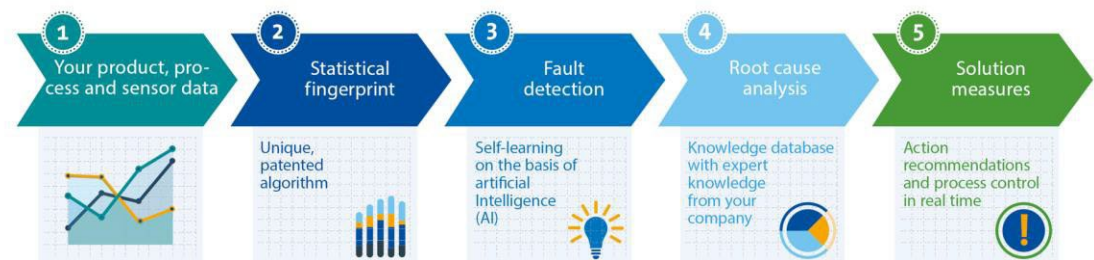 1
Your product, pro-
cess and sensor data
2
Statistical
fingerprint
Unique,
patented
algorithm
3
Fault
detection
Self-learning
on the basis of
artificial
Intelligence
(AI)
4
Root cause
analysis
Knowledge database
with expert
knowledge
from your
company
5
Solution
measures
Action
recommendations
and process control
in real time
!